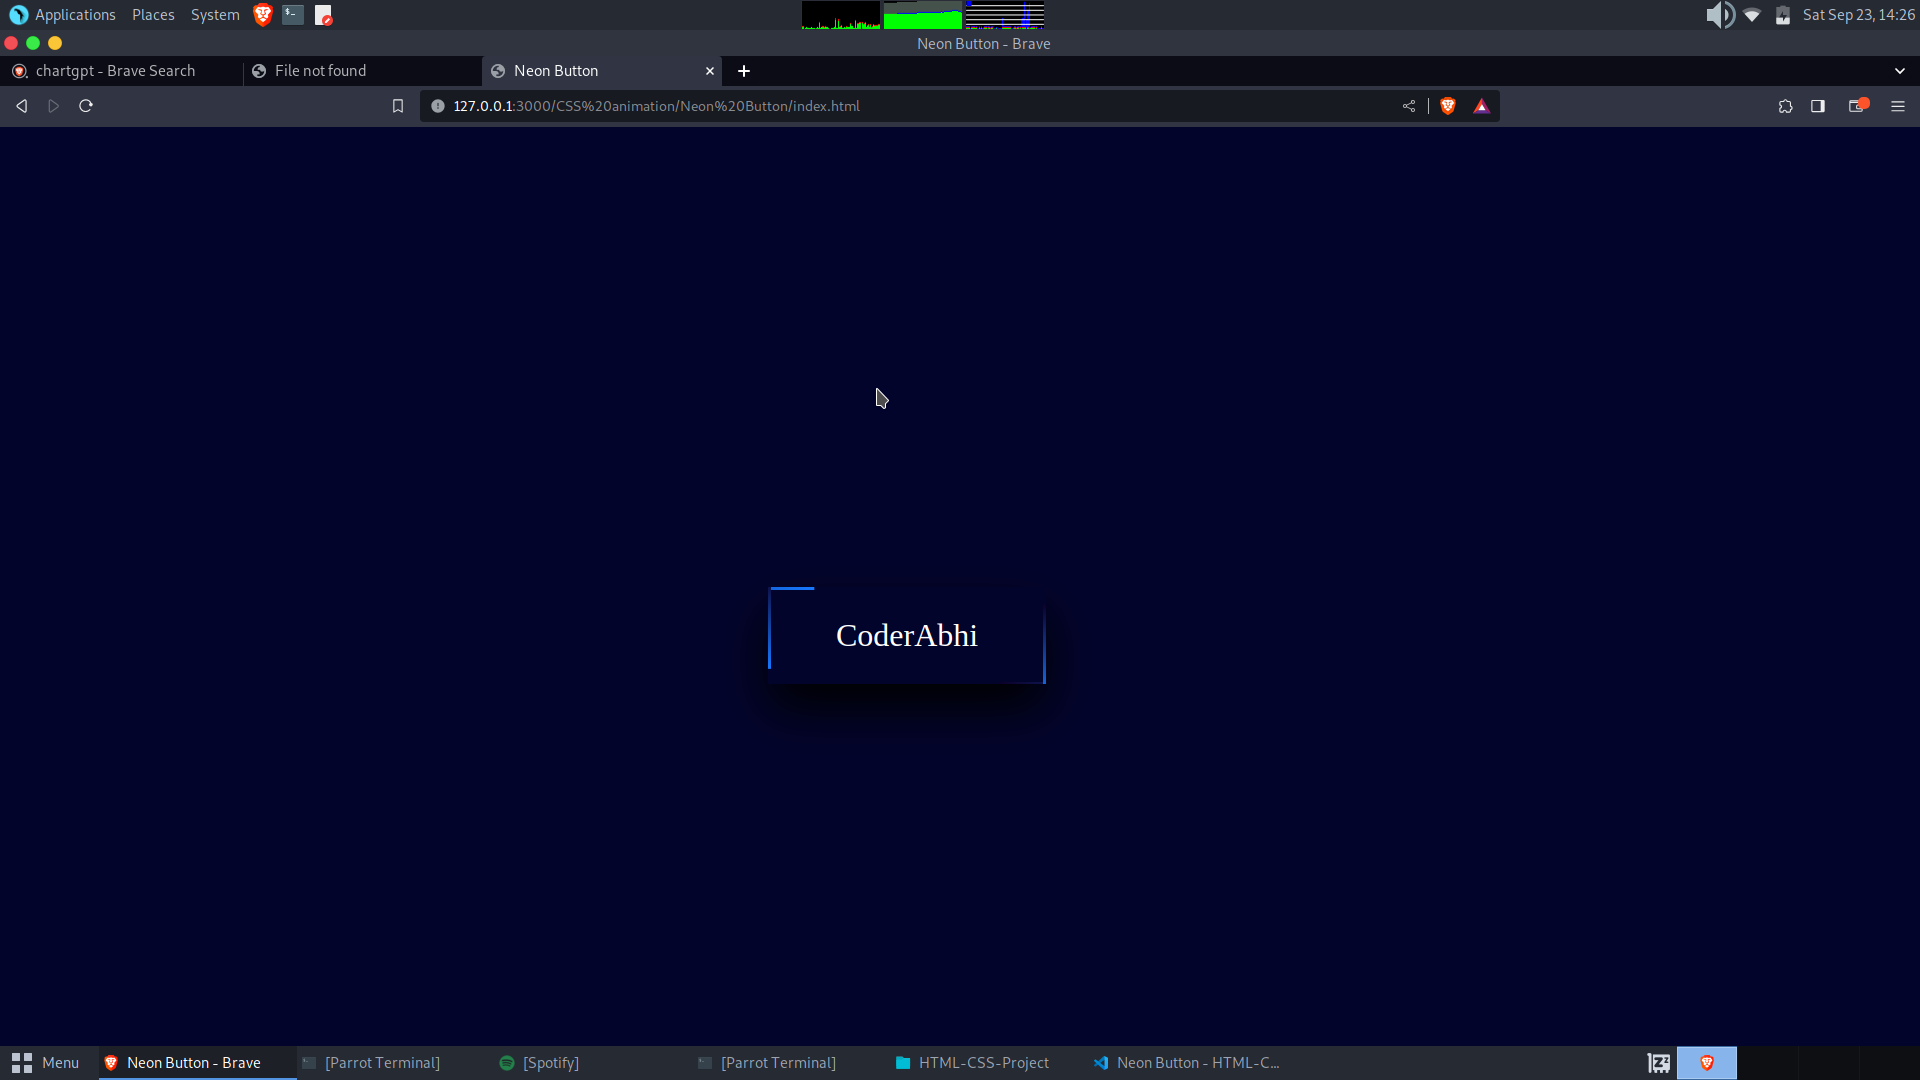 Applications Places System Sat Sep 23, 14:26
Neon Button - Brave
chartgpt - Brave Search File not found Neon Button
127.0.0.1:3000/CSS%20animation/Neon%20Button/index.html
CoderAbhi
Menu Neon Button - Brave [Parrot Terminal] [Spotify] [Parrot Terminal] HTML-CSS-Project Neon Button - HTML-C...